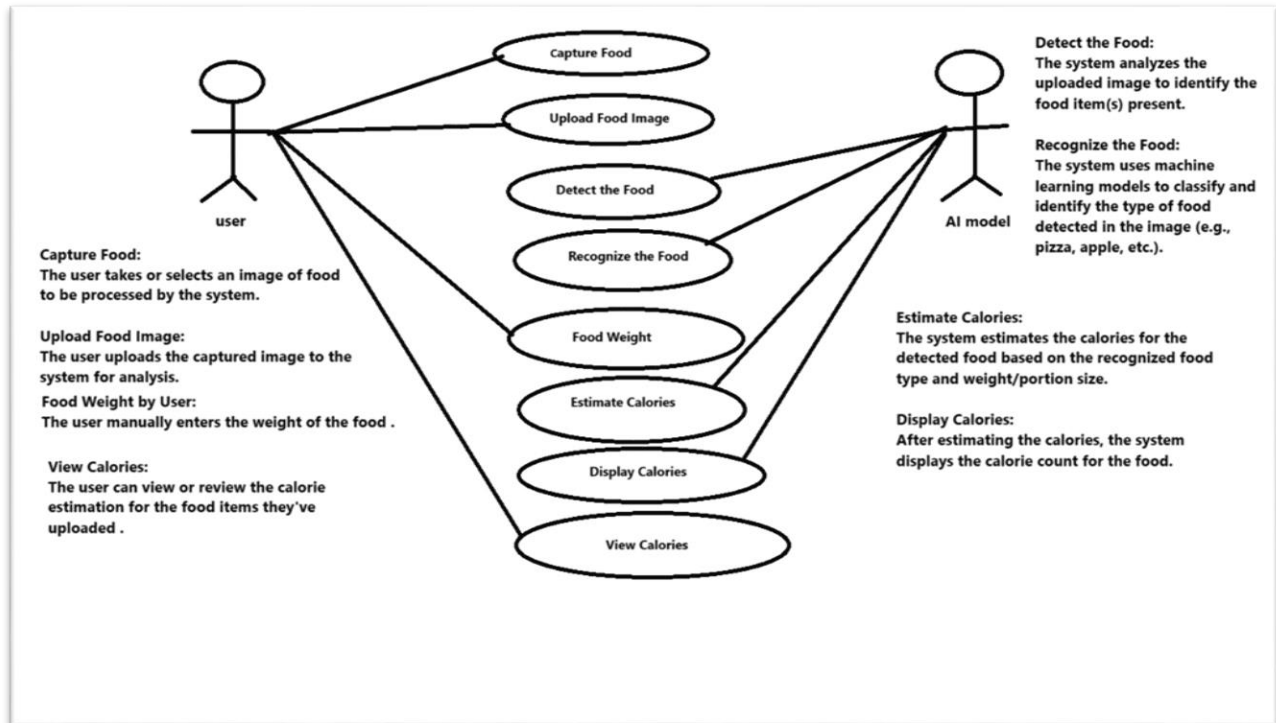 Capture Food
Upload Food Image
Detect the Food
Recognize the Food
Food Weight
Estimate Calories
Display Calories
View Calories
user
Capture Food:
The user takes or selects an image of food
to be processed by the system.
Upload Food Image:
The user uploads the captured image to the
system for analysis.
Food Weight by User:
The user manually enters the weight of the food .
View Calories:
The user can view or review the calorie
estimation for the food items they've
uploaded .
AI model
Detect the Food:
The system analyzes the
uploaded image to identify the
food item(s) present.
Recognize the Food:
The system uses machine
learning models to classify and
identify the type of food
detected in the image (e.g.,
pizza, apple, etc.).
Estimate Calories:
The system estimates the calories for the
detected food based on the recognized food
type and weight/portion size.
Display Calories:
After estimating the calories, the system
displays the calorie count for the food.